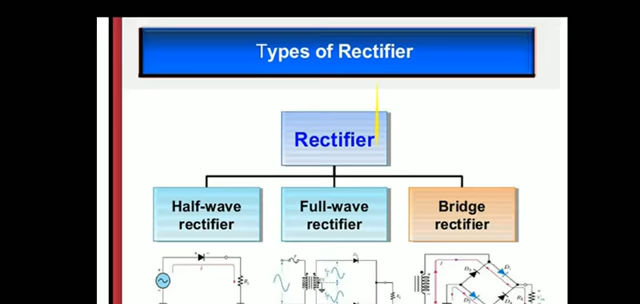 Types of Rectifier
Rectifier
Half-wave
rectifier
Full-wave
rectifier
Bridge
rectifier